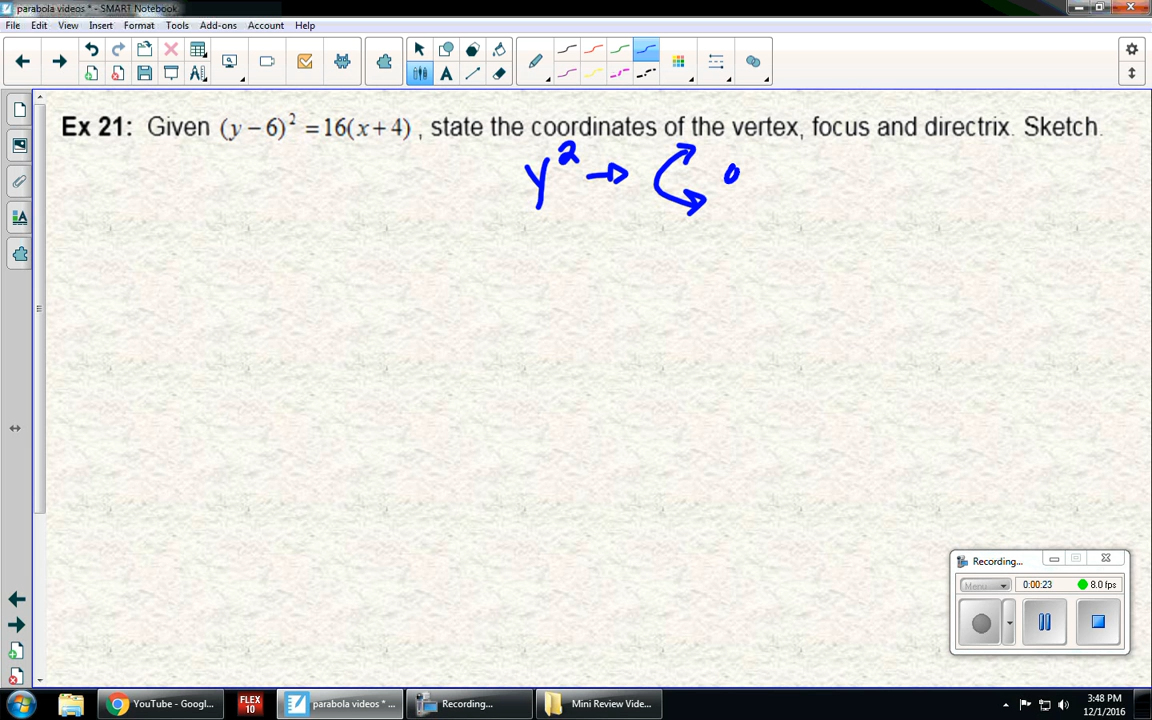 parabola videos * - SMART Notebook
File Edit View Insert Format Tools Add-ons Account Help
Ex 21: Given (y − 6)² = 16(x + 4) , state the coordinates of the vertex, focus and directrix. Sketch.
y² → o
Recording...
Menu 0:00:23 8.0 fps
YouTube - Googl...
FLEX 10
parabola videos * ...
Recording...
Mini Review Vide...
3:48 PM
12/1/2016